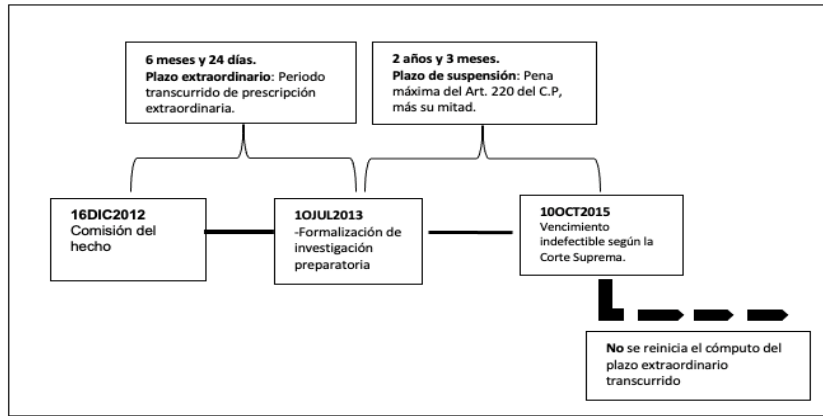 6 meses y 24 días.
Plazo extraordinario: Periodo
transcurrido de prescripción
extraordinaria.
2 años y 3 meses.
Plazo de suspensión: Pena
máxima del Art. 220 del C.P,
más su mitad.
16DIC2012
Comisión del
hecho
1OJUL2013
-Formalización de
investigación
preparatoria
10OCT2015
Vencimiento
indefectible según la
Corte Suprema.
No se reinicia el cómputo del
plazo extraordinario
transcurrido